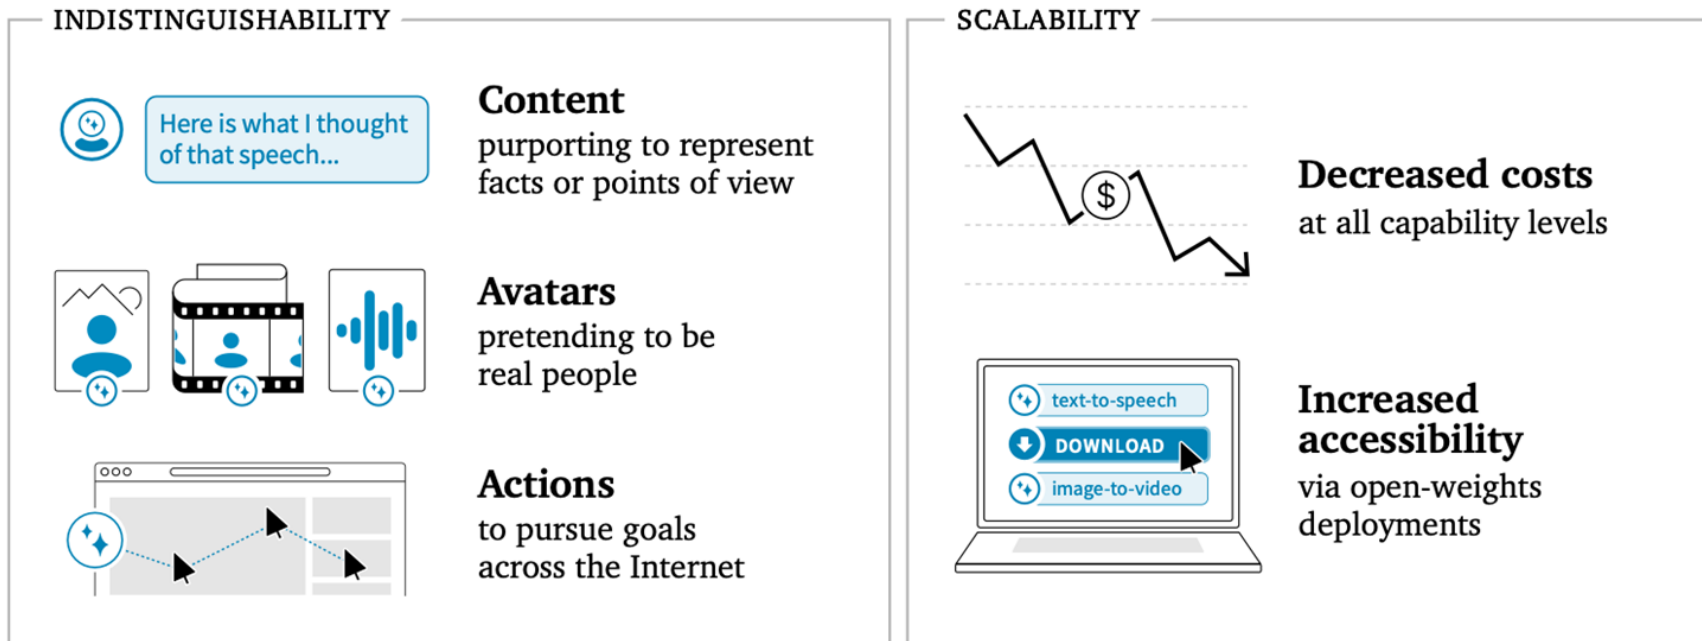 INDISTINGUISHABILITY
Here is what I thought
of that speech...
Content
purporting to represent
facts or points of view
Avatars
pretending to be
real people
Actions
to pursue goals
across the Internet
SCALABILITY
$
Decreased costs
at all capability levels
text-to-speech
DOWNLOAD
image-to-video
Increased
accessibility
via open-weights
deployments